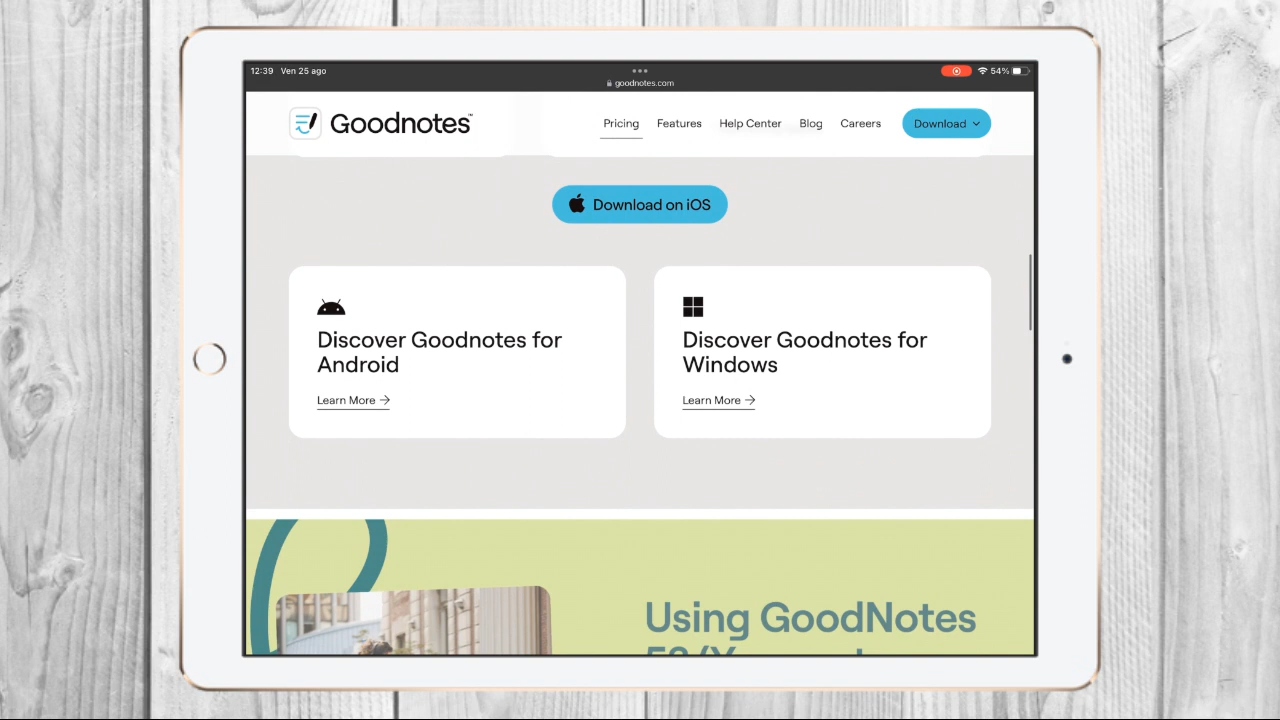 12:39 Ven 25 ago
goodnotes.com
54%
Goodnotes™
Pricing Features Help Center Blog Careers Download
Download on iOS
Discover Goodnotes for
Android
Learn More →
Discover Goodnotes for
Windows
Learn More →
Using GoodNotes